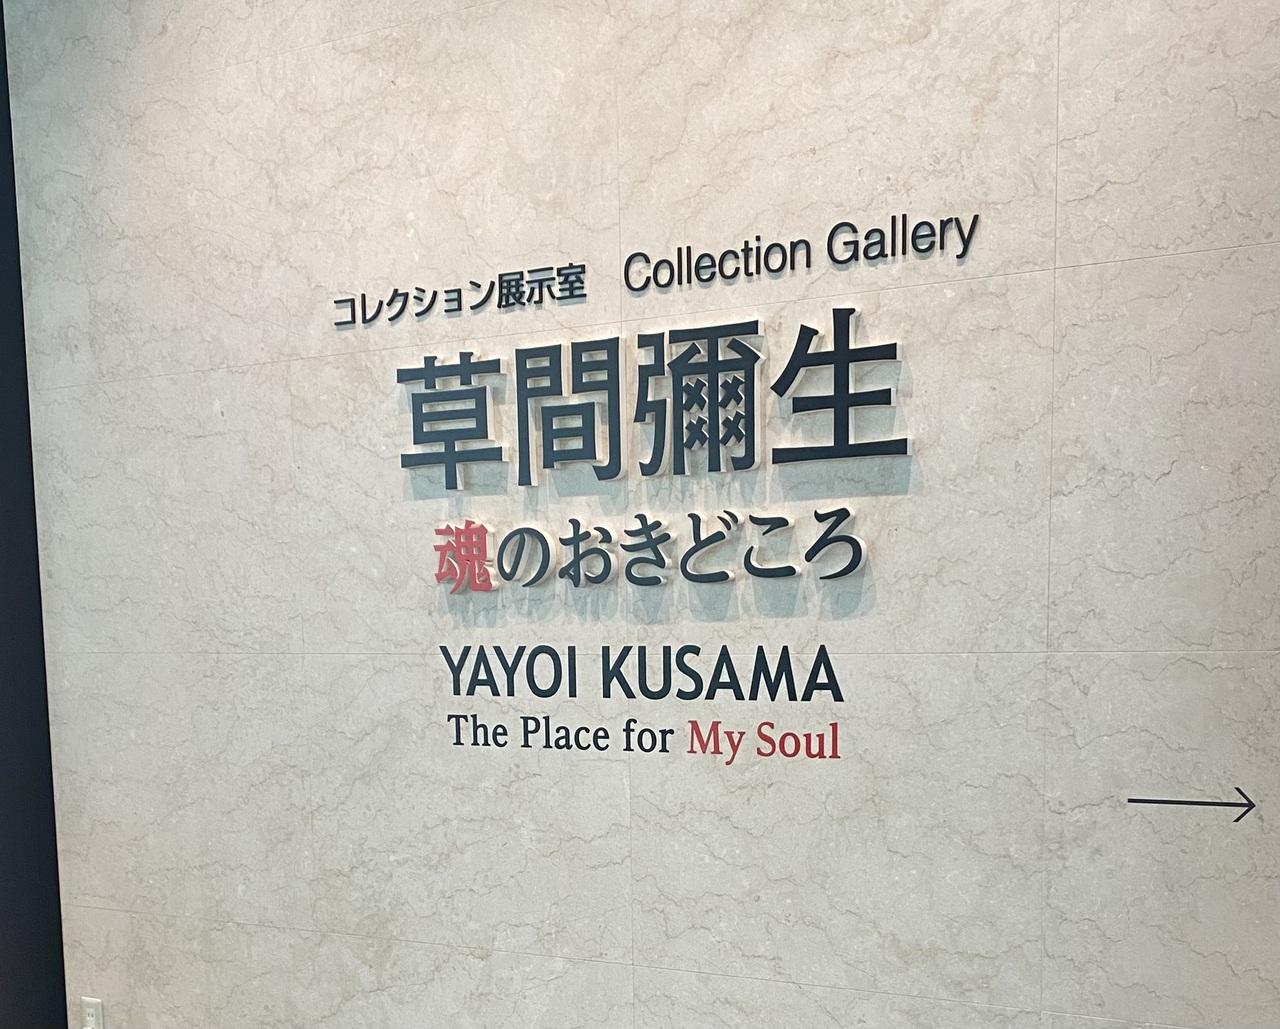 コレクション展示室 Collection Gallery
草間彌生
魂のおきどころ
YAYOI KUSAMA
The Place for My Soul